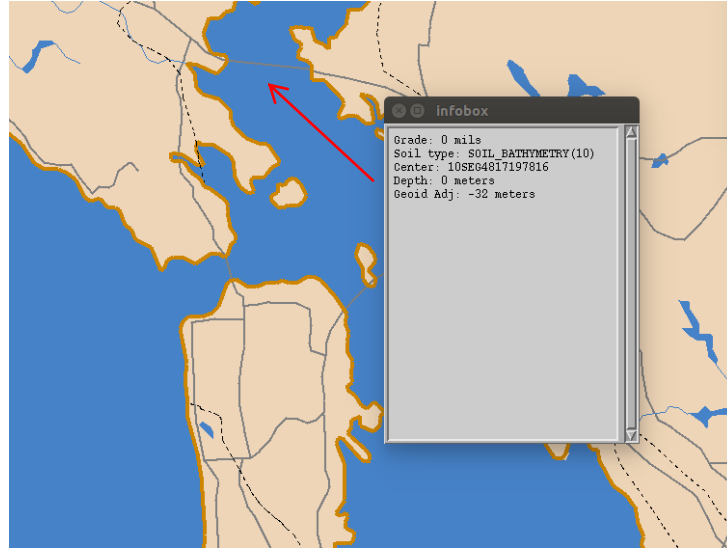 infobox
Grade: 0 mils
Soil type: SOIL_BATHYMETRY(10)
Center: 10SEG4817197816
Depth: 0 meters
Geoid Adj: -32 meters